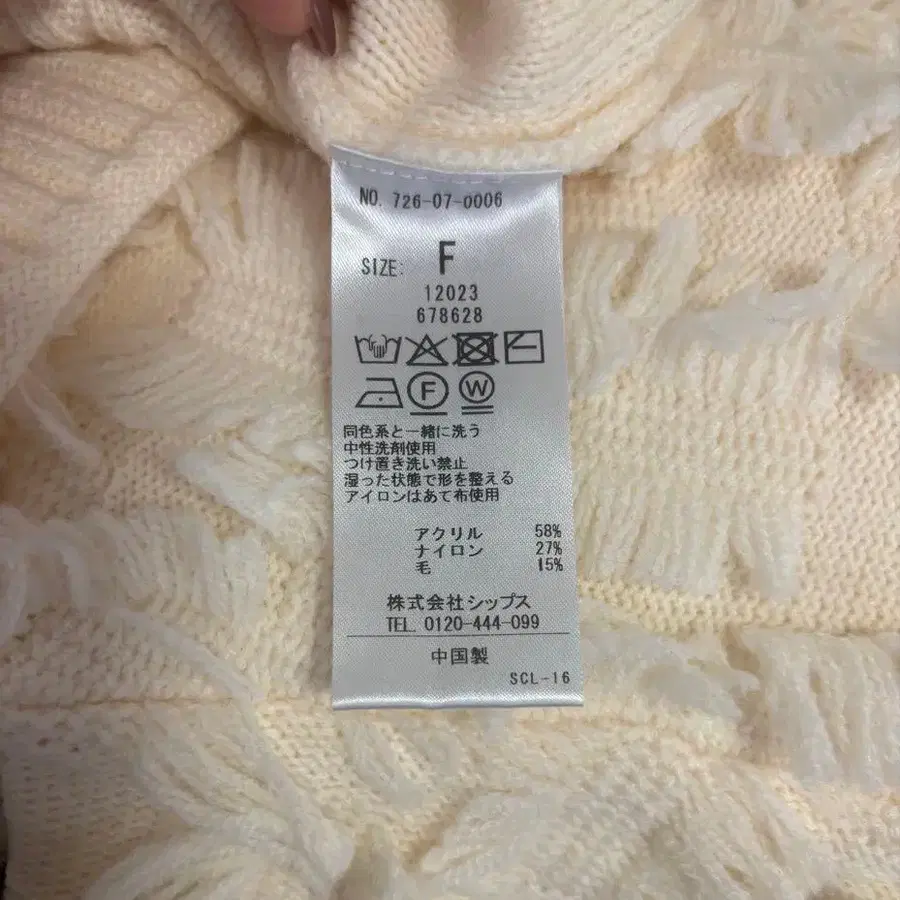 NO. 726-07-0006
SIZE: F
12023
678628
F W
同色系と一緒に洗う
中性洗剤使用
つけ置き洗い禁止
湿った状態で形を整える
アイロンはあて布使用
アクリル 58%
ナイロン 27%
毛 15%
株式会社シップス
TEL. 0120-444-099
中国製
SCL-16